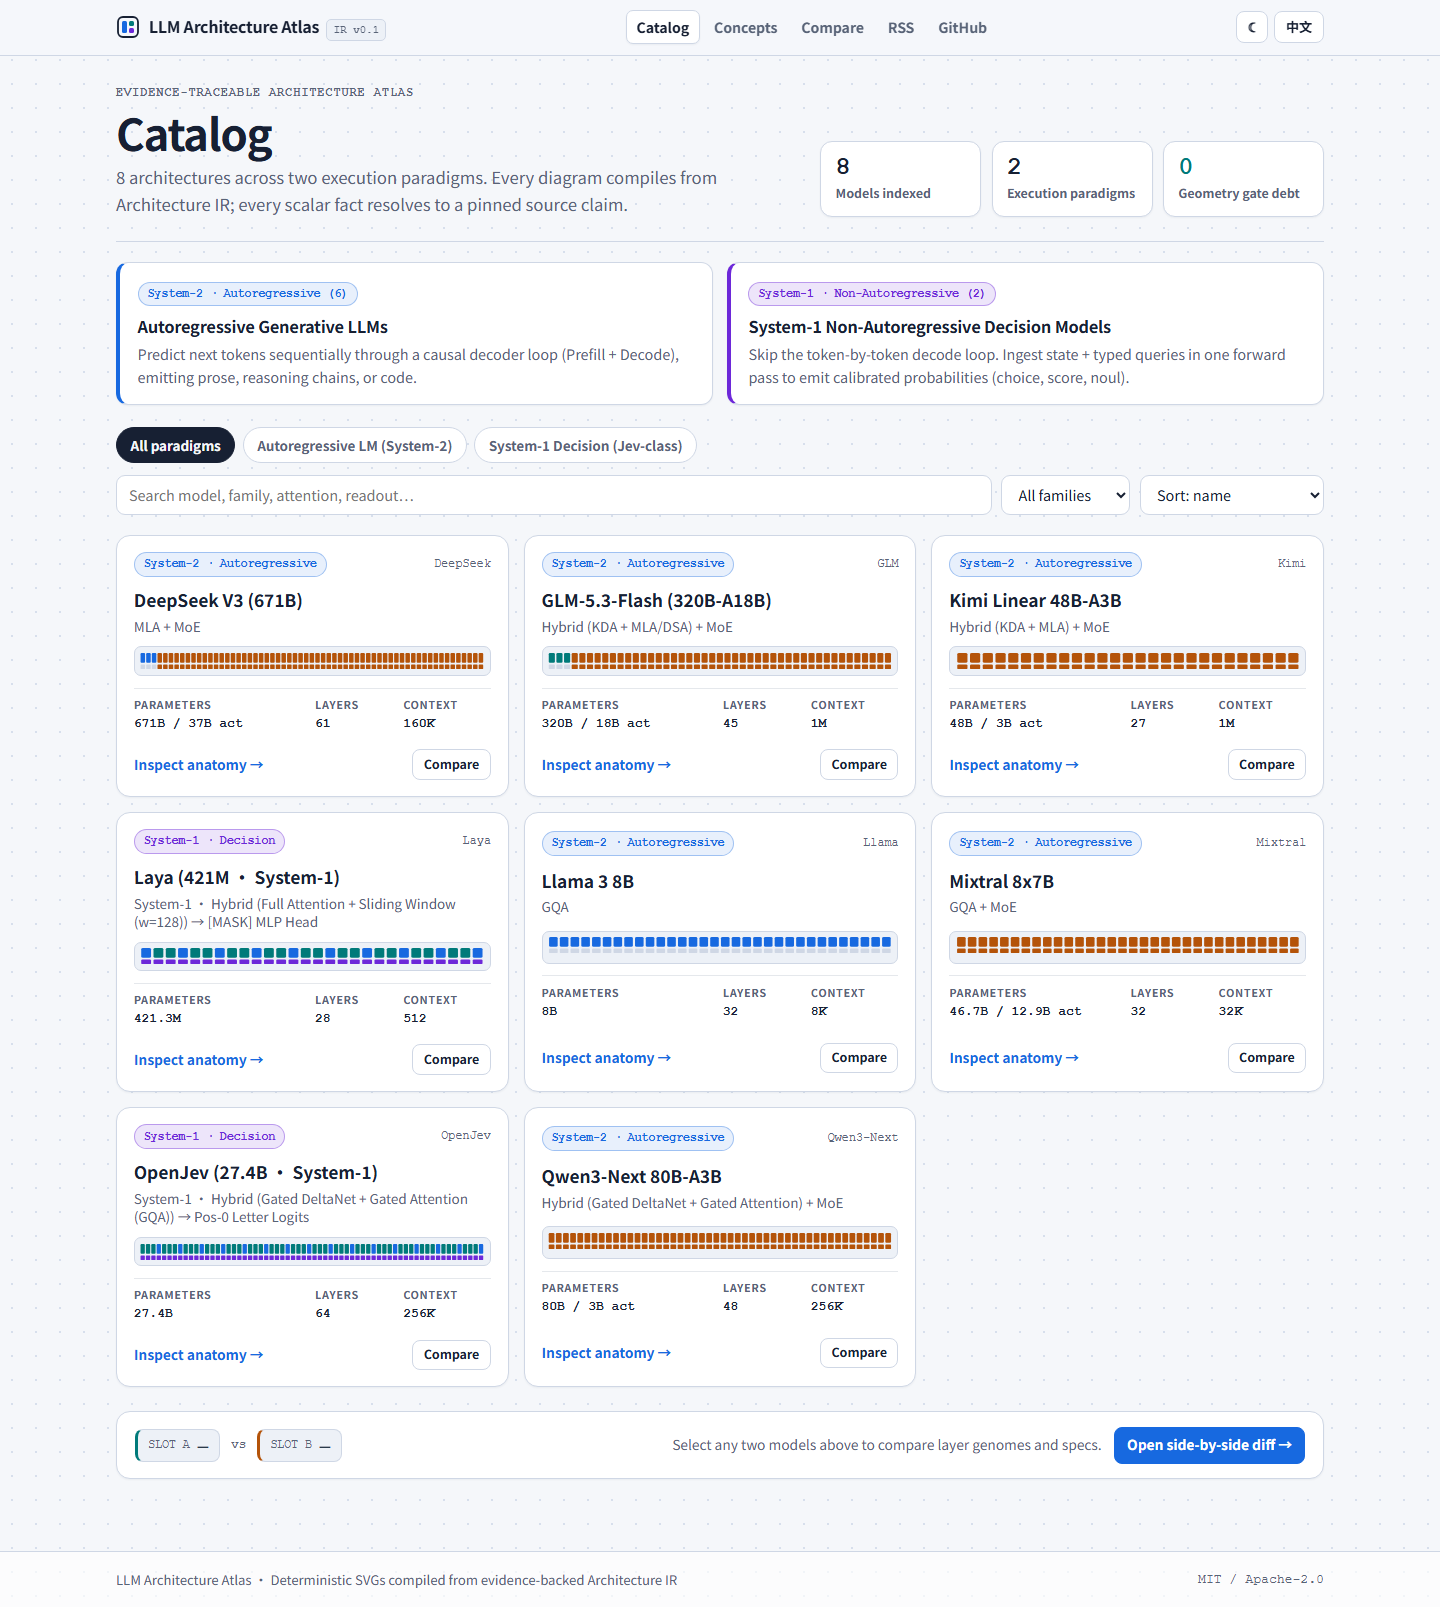 LLM Architecture Atlas IR v0.1
Catalog Concepts Compare RSS GitHub
中文
EVIDENCE-TRACEABLE ARCHITECTURE ATLAS
Catalog
8 architectures across two execution paradigms. Every diagram compiles from
Architecture IR; every scalar fact resolves to a pinned source claim.
8
Models indexed
2
Execution paradigms
0
Geometry gate debt
System-2 · Autoregressive (6)
Autoregressive Generative LLMs
Predict next tokens sequentially through a causal decoder loop (Prefill + Decode),
emitting prose, reasoning chains, or code.
System-1 · Non-Autoregressive (2)
System-1 Non-Autoregressive Decision Models
Skip the token-by-token decode loop. Ingest state + typed queries in one forward
pass to emit calibrated probabilities (choice, score, noul).
All paradigms Autoregressive LM (System-2) System-1 Decision (Jev-class)
Search model, family, attention, readout…
All families
Sort: name
System-2 · Autoregressive DeepSeek
DeepSeek V3 (671B)
MLA + MoE
PARAMETERS LAYERS CONTEXT
671B / 37B act 61 160K
Inspect anatomy → Compare
System-2 · Autoregressive GLM
GLM-5.3-Flash (320B-A18B)
Hybrid (KDA + MLA/DSA) + MoE
PARAMETERS LAYERS CONTEXT
320B / 18B act 45 1M
Inspect anatomy → Compare
System-2 · Autoregressive Kimi
Kimi Linear 48B-A3B
Hybrid (KDA + MLA) + MoE
PARAMETERS LAYERS CONTEXT
48B / 3B act 27 1M
Inspect anatomy → Compare
System-1 · Decision Laya
Laya (421M · System-1)
System-1 · Hybrid (Full Attention + Sliding Window
(w=128)) → [MASK] MLP Head
PARAMETERS LAYERS CONTEXT
421.3M 28 512
Inspect anatomy → Compare
System-2 · Autoregressive Llama
Llama 3 8B
GQA
PARAMETERS LAYERS CONTEXT
8B 32 8K
Inspect anatomy → Compare
System-2 · Autoregressive Mixtral
Mixtral 8x7B
GQA + MoE
PARAMETERS LAYERS CONTEXT
46.7B / 12.9B act 32 32K
Inspect anatomy → Compare
System-1 · Decision OpenJev
OpenJev (27.4B · System-1)
System-1 · Hybrid (Gated DeltaNet + Gated Attention
(GQA)) → Pos-0 Letter Logits
PARAMETERS LAYERS CONTEXT
27.4B 64 256K
Inspect anatomy → Compare
System-2 · Autoregressive Qwen3-Next
Qwen3-Next 80B-A3B
Hybrid (Gated DeltaNet + Gated Attention) + MoE
PARAMETERS LAYERS CONTEXT
80B / 3B act 48 256K
Inspect anatomy → Compare
SLOT A — vs SLOT B —
Select any two models above to compare layer genomes and specs. Open side-by-side diff →
LLM Architecture Atlas · Deterministic SVGs compiled from evidence-backed Architecture IR
MIT / Apache-2.0